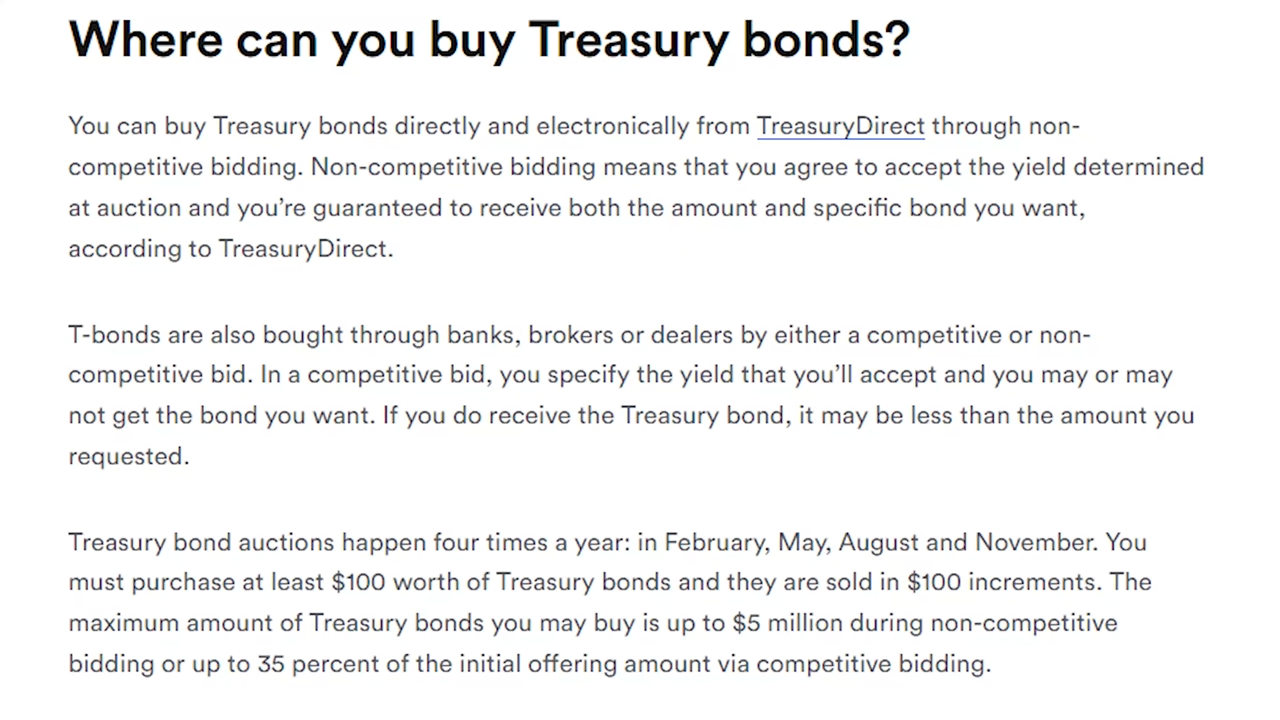 Where can you buy Treasury bonds?
You can buy Treasury bonds directly and electronically from TreasuryDirect through non-
competitive bidding. Non-competitive bidding means that you agree to accept the yield determined
at auction and you’re guaranteed to receive both the amount and specific bond you want,
according to TreasuryDirect.
T-bonds are also bought through banks, brokers or dealers by either a competitive or non-
competitive bid. In a competitive bid, you specify the yield that you’ll accept and you may or may
not get the bond you want. If you do receive the Treasury bond, it may be less than the amount you
requested.
Treasury bond auctions happen four times a year: in February, May, August and November. You
must purchase at least $100 worth of Treasury bonds and they are sold in $100 increments. The
maximum amount of Treasury bonds you may buy is up to $5 million during non-competitive
bidding or up to 35 percent of the initial offering amount via competitive bidding.